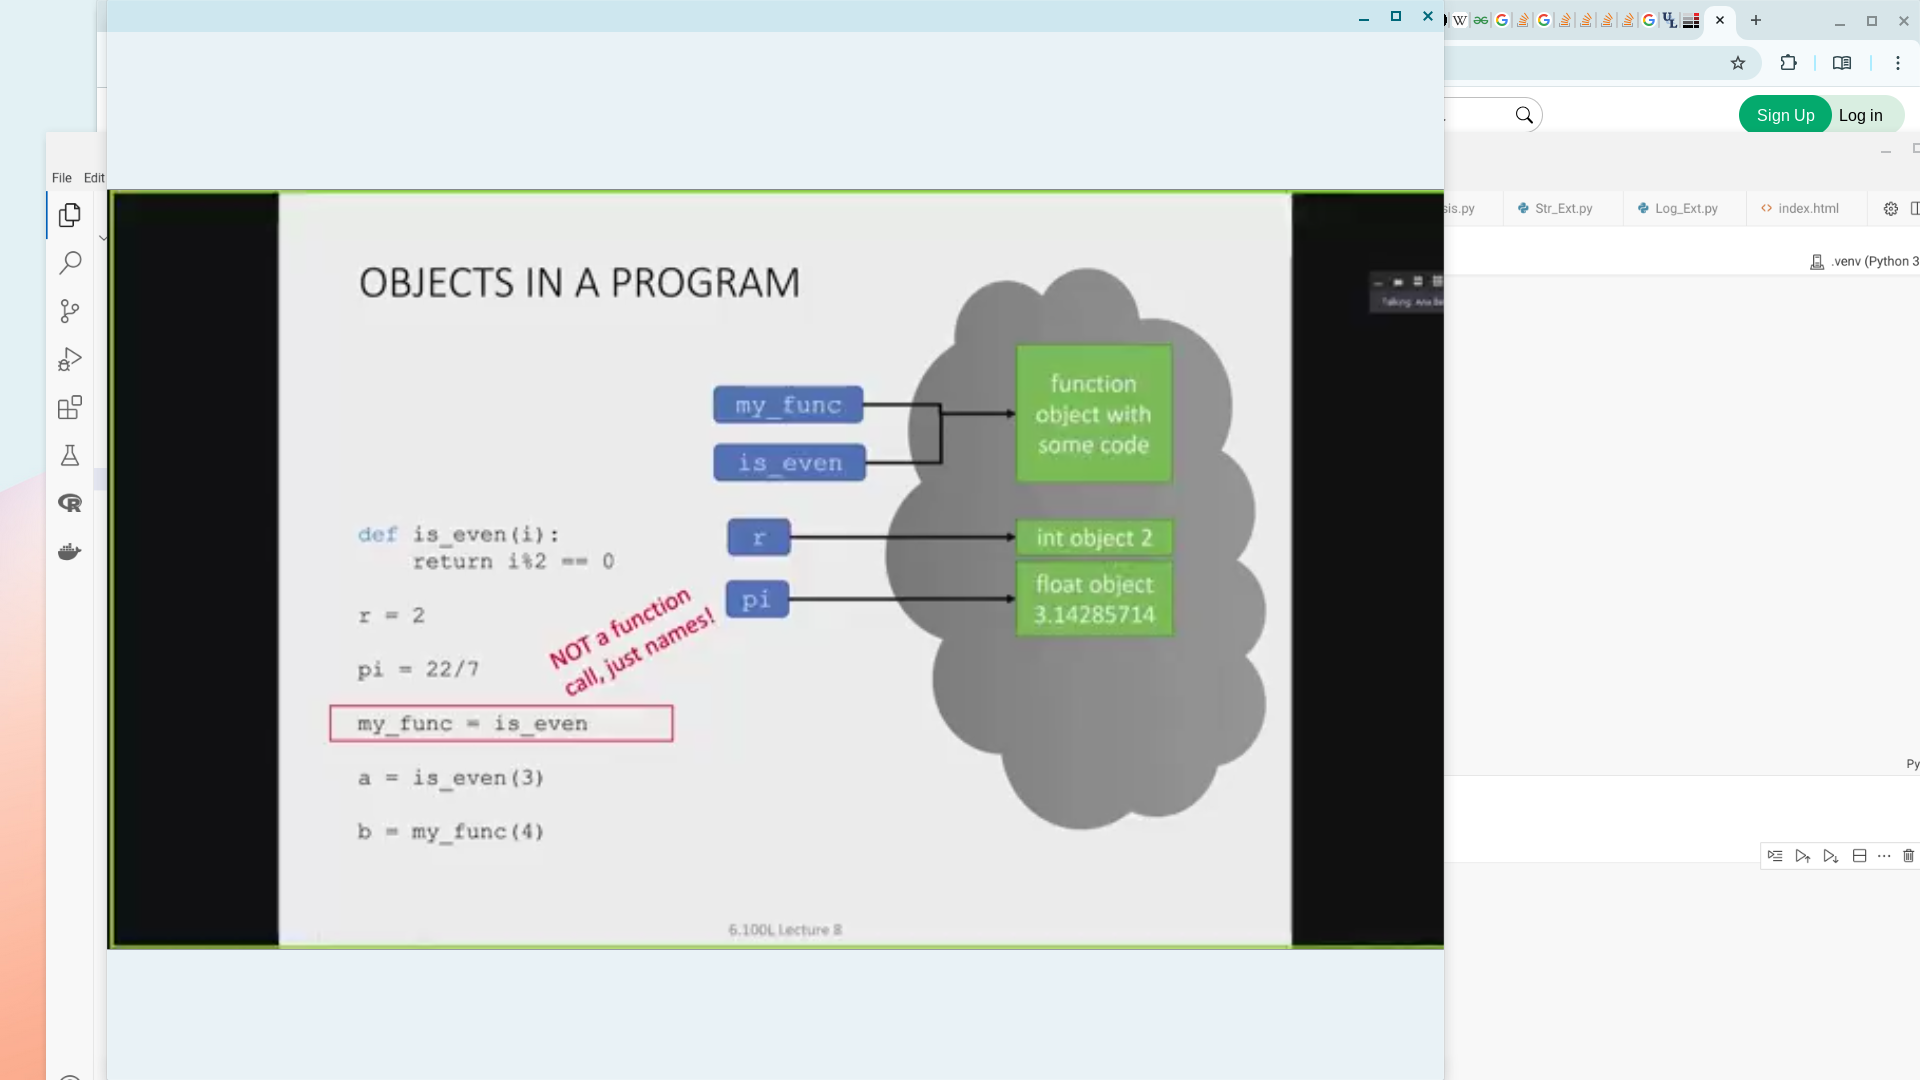 Sign Up
Log in
File Edit
sis.py
Str_Ext.py
Log_Ext.py
index.html
.venv (Python 3
OBJECTS IN A PROGRAM
my_func
is_even
r
pi
function
object with
some code
int object 2
float object
3.14285714
def is_even(i):
    return i%2 == 0
r = 2
pi = 22/7
NOT a function
call, just names!
my_func = is_even
a = is_even(3)
b = my_func(4)
6.100L Lecture 8
Py